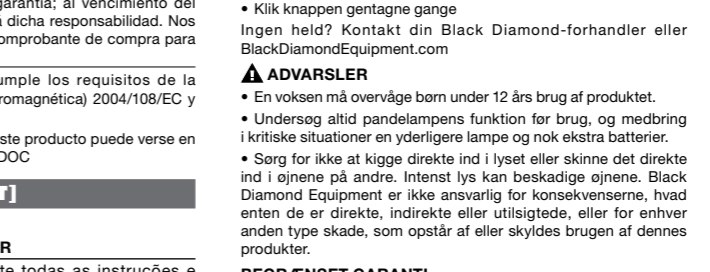 garantía; al vencimiento del
dicha responsabilidad. Nos
comprobante de compra para
cumple los requisitos de la
2004/108/EC y
este producto puede verse en
DOC
R
te todas as instruções e
• Klik knappen gentagne gange
Ingen held? Kontakt din Black Diamond-forhandler eller
BlackDiamondEquipment.com
ADVARSLER
• En voksen må overvåge børn under 12 års brug af produktet.
• Undersøg altid pandelampens funktion før brug, og medbring
i kritiske situationer en yderligere lampe og nok ekstra batterier.
• Sørg for ikke at kigge direkte ind i lyset eller skinne det direkte
ind i øjnene på andre. Intenst lys kan beskadige øjnene. Black
Diamond Equipment er ikke ansvarlig for konsekvenserne, hvad
enten de er direkte, indirekte eller utilsigtede, eller for enhver
anden type skade, som opstår af eller skyldes brugen af dennes
produkter.
BEGRÆNSET GARANTI